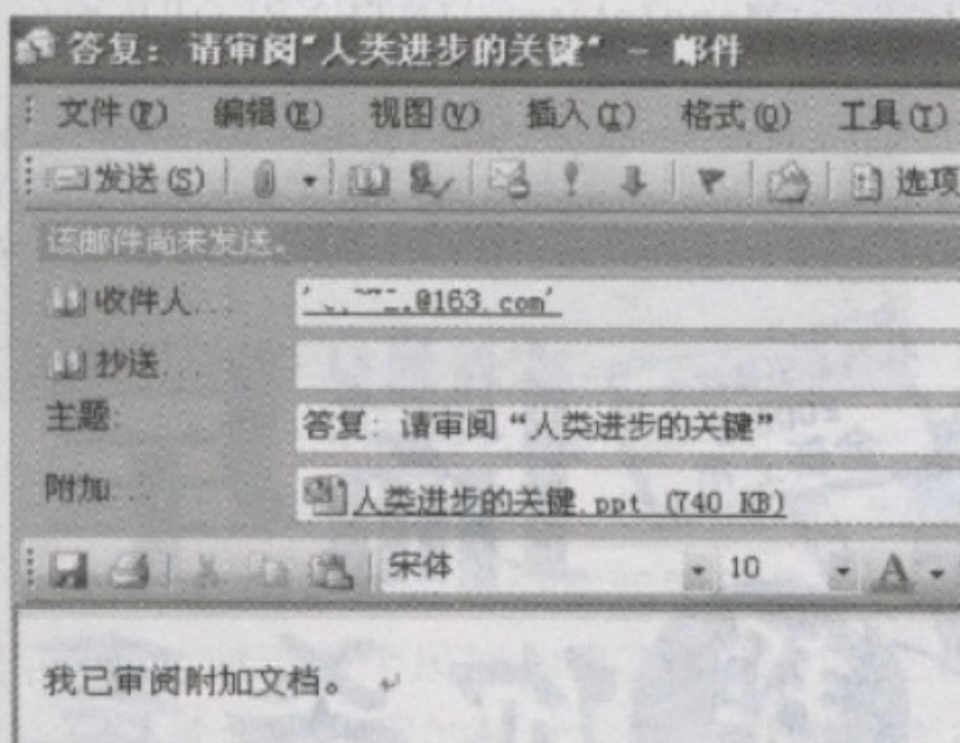 答复：请审阅“人类进步的关键” - 邮件
文件(F) 编辑(E) 视图(V) 插入(I) 格式(O) 工具(T)
发送(S) 选项
该邮件尚未发送。
收件人...
@163.com'
抄送...
主题:
答复：请审阅“人类进步的关键”
附加...
人类进步的关键.ppt (740 KB)
宋体 10 A
我已审阅附加文档。